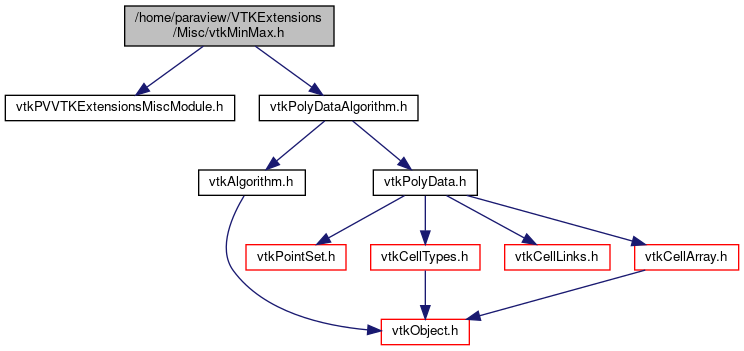 /home/paraview/VTKExtensions
/Misc/vtkMinMax.h
vtkPVVTKExtensionsMiscModule.h
vtkPolyDataAlgorithm.h
vtkAlgorithm.h
vtkPolyData.h
vtkPointSet.h
vtkCellTypes.h
vtkCellLinks.h
vtkCellArray.h
vtkObject.h